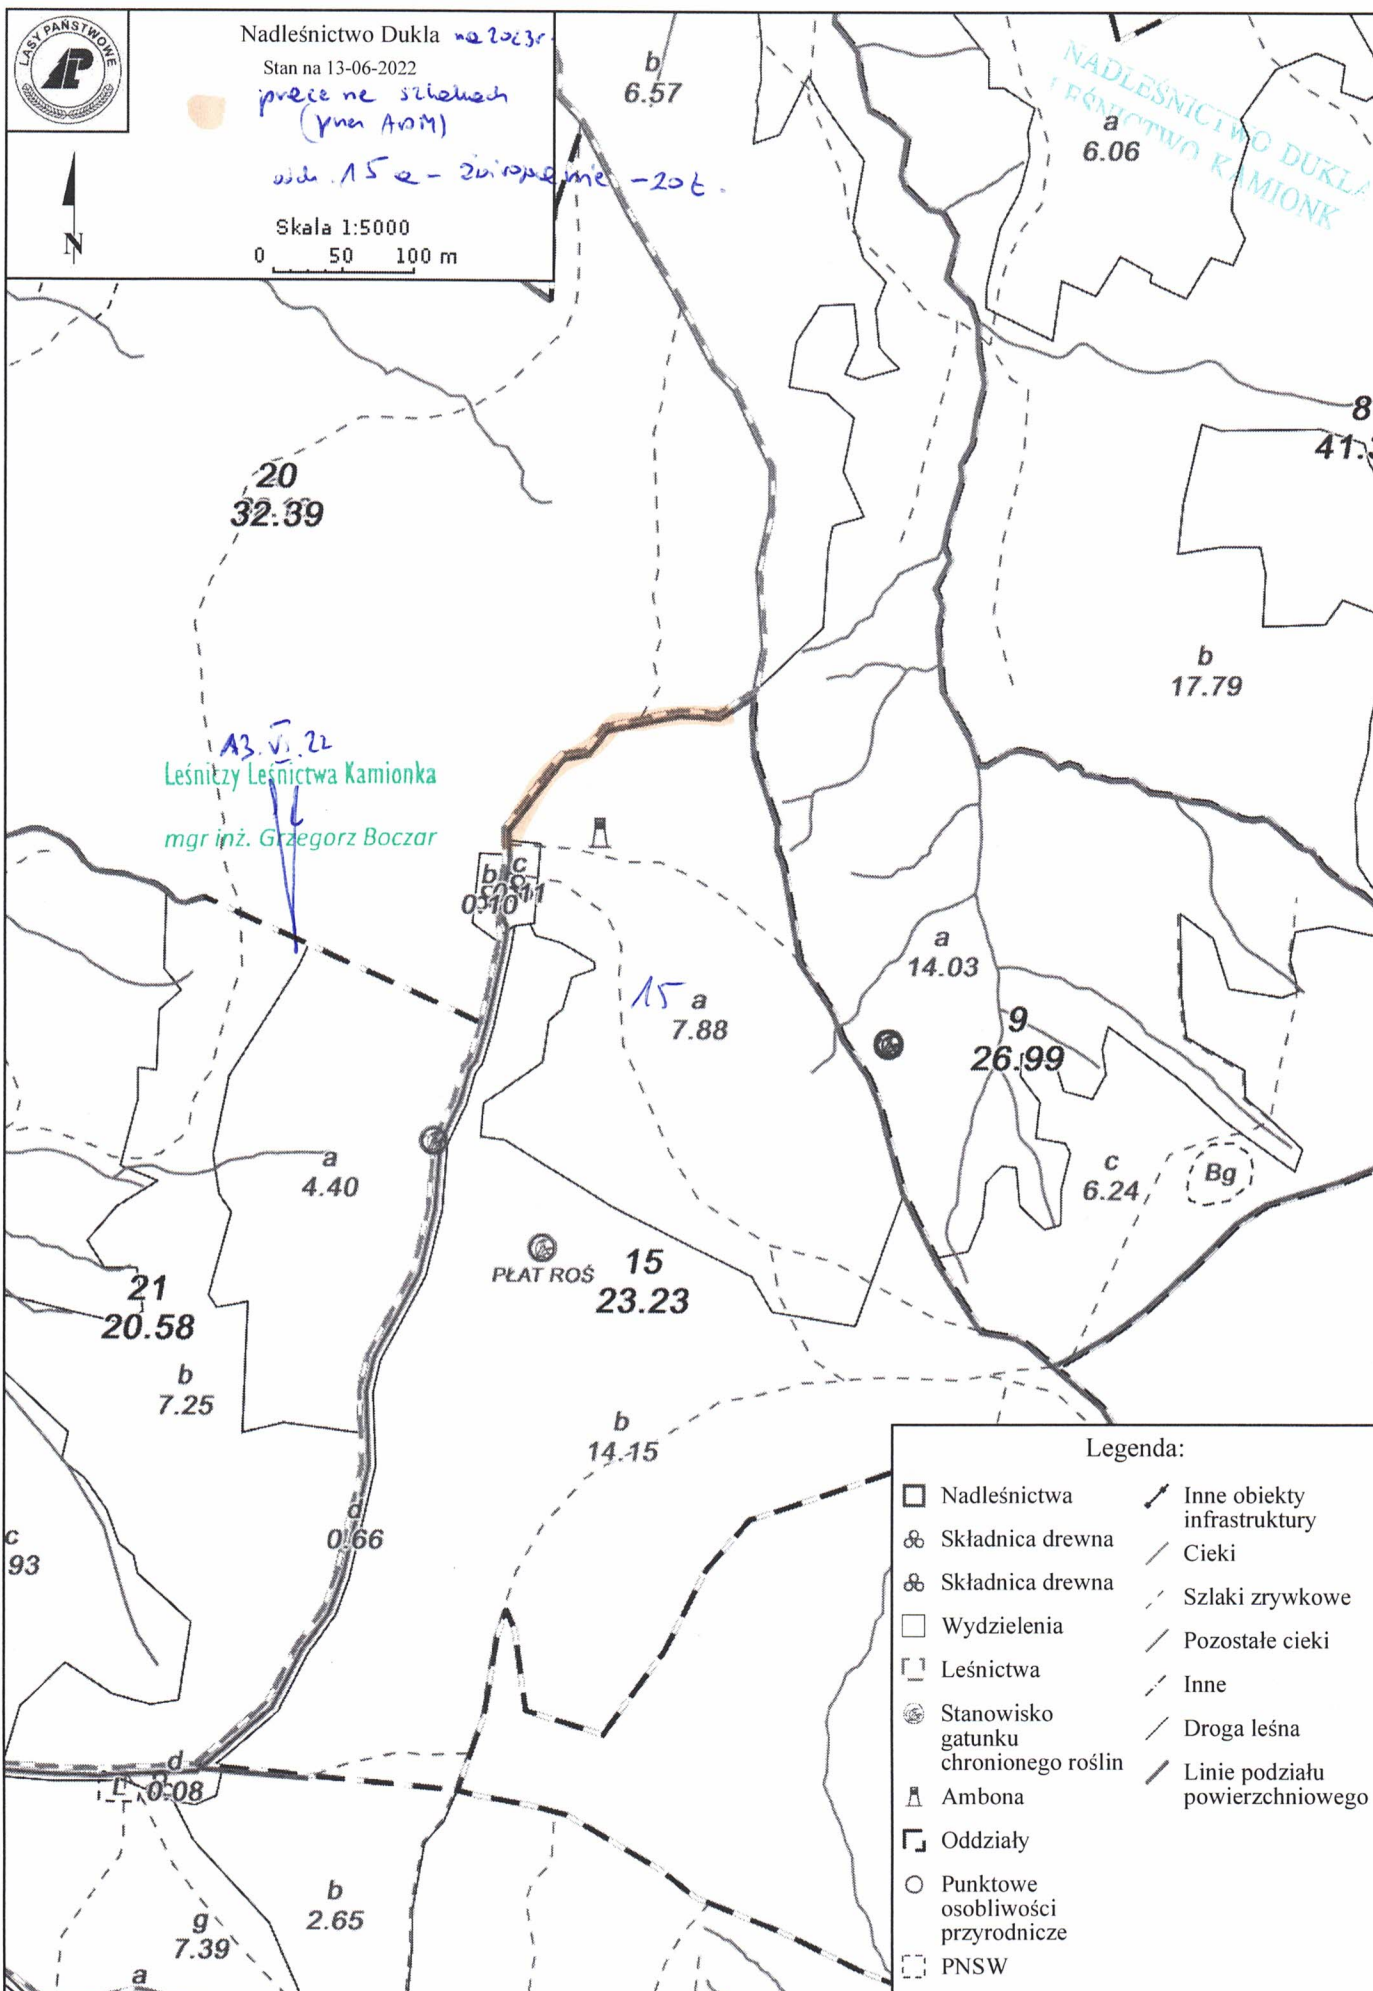 LASY PAŃSTWOWE
Nadleśnictwo Dukla na 2023r.
Stan na 13-06-2022
prace na szlakach
(przez ADM)
15 a - -20t.
N
Skala 1:5000
0 50 100 m
b
6.57
NADLEŚNICTWO DUKLA
LEŚNICTWO KAMIONK
a
6.06
8
41.
20
32.39
b
17.79
13.VI.22
Leśniczy Leśnictwa Kamionka
mgr inż. Grzegorz Boczar
b c
0.10 11
a
14.03
15 a
7.88
9
26.99
a
4.40
c
6.24
Bg
PŁAT ROŚ
15
23.23
21
20.58
b
7.25
b
14.15
c
93
d
0.66
d
0.08
L
b
2.65
g
7.39
a
Legenda:
Nadleśnictwa
Składnica drewna
Składnica drewna
Wydzielenia
Leśnictwa
Stanowisko
gatunku
chronionego roślin
Ambona
Oddziały
Punktowe
osobliwości
przyrodnicze
PNSW
Inne obiekty
infrastruktury
Cieki
Szlaki zrywkowe
Pozostałe cieki
Inne
Droga leśna
Linie podziału
powierzchniowego